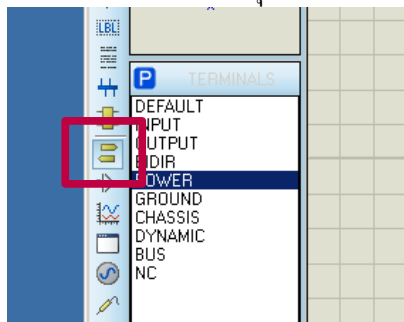 LBL
P TERMINALS
DEFAULT
INPUT
OUTPUT
BIDIR
POWER
GROUND
CHASSIS
DYNAMIC
BUS
NC